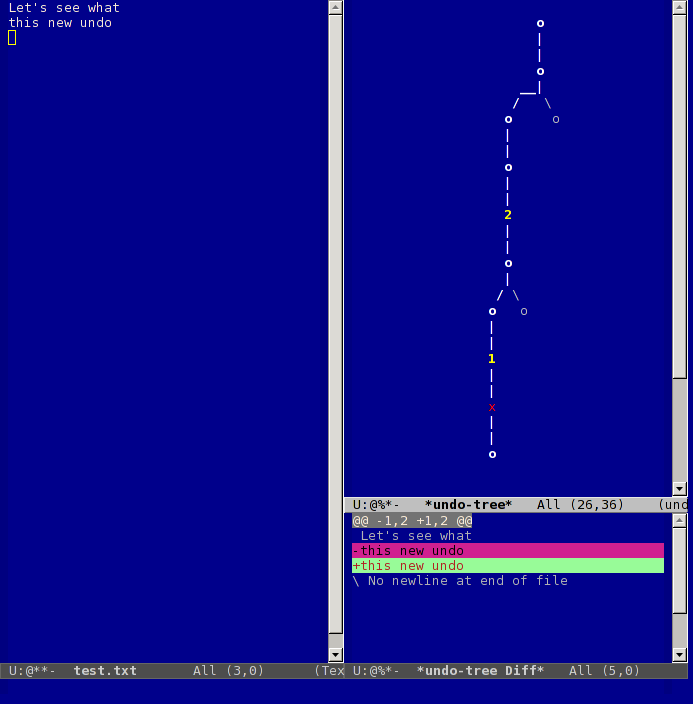 Let's see what
this new undo
U:@**-  test.txt       All (3,0)      (Tex
o
|
|
o
__|
/   \
o     o
|
|
o
|
|
2
|
|
o
|
/ \
o   o
|
|
1
|
|
x
|
|
o
U:@%*-   *undo-tree*   All (26,36)    (und
@@ -1,2 +1,2 @@
 Let's see what
-this new undo
+this new undo
\ No newline at end of file
U:@%*-  *undo-tree Diff*   All (5,0)